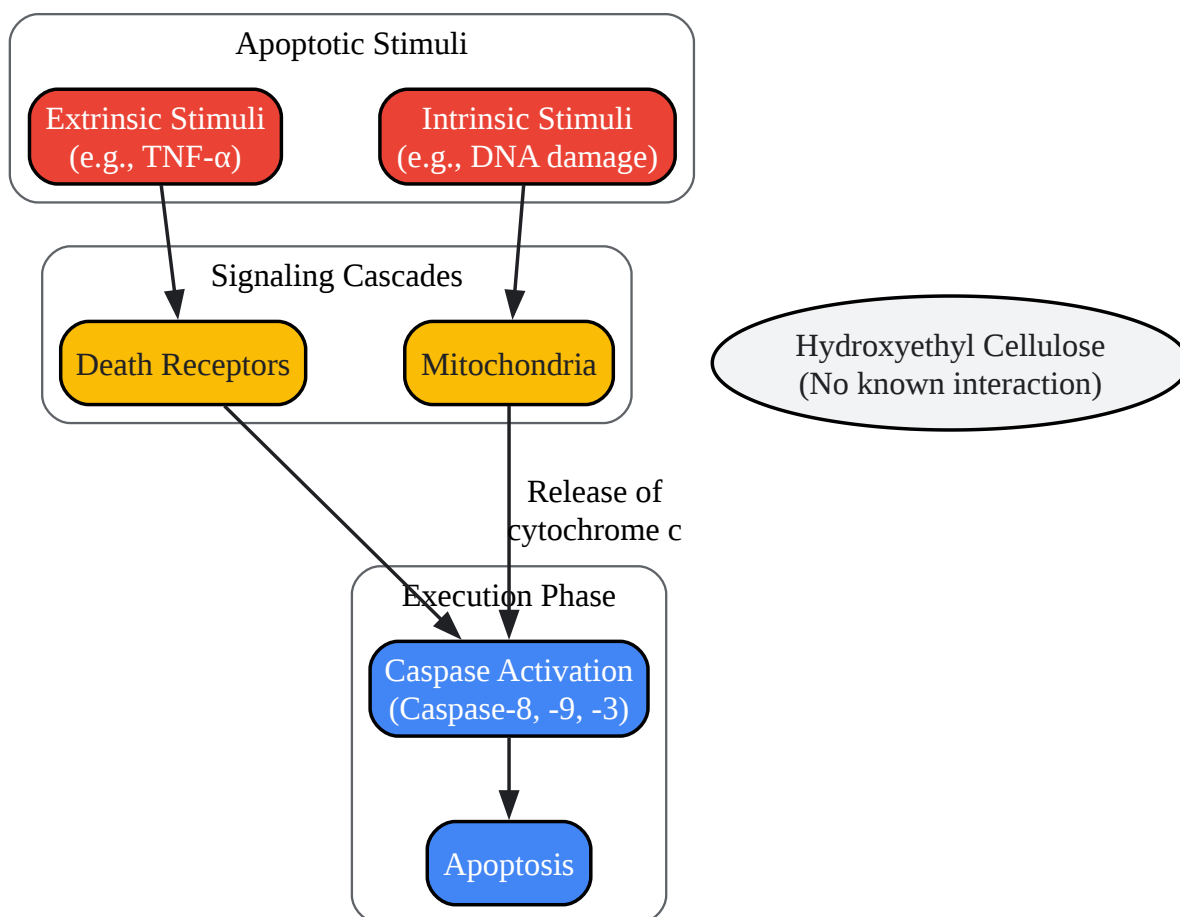 Apoptotic Stimuli
Extrinsic Stimuli
(e.g., TNF-α)
Intrinsic Stimuli
(e.g., DNA damage)
Signaling Cascades
Death Receptors
Mitochondria
Hydroxyethyl Cellulose
(No known interaction)
Release of
cytochrome c
Execution Phase
Caspase Activation
(Caspase-8, -9, -3)
Apoptosis